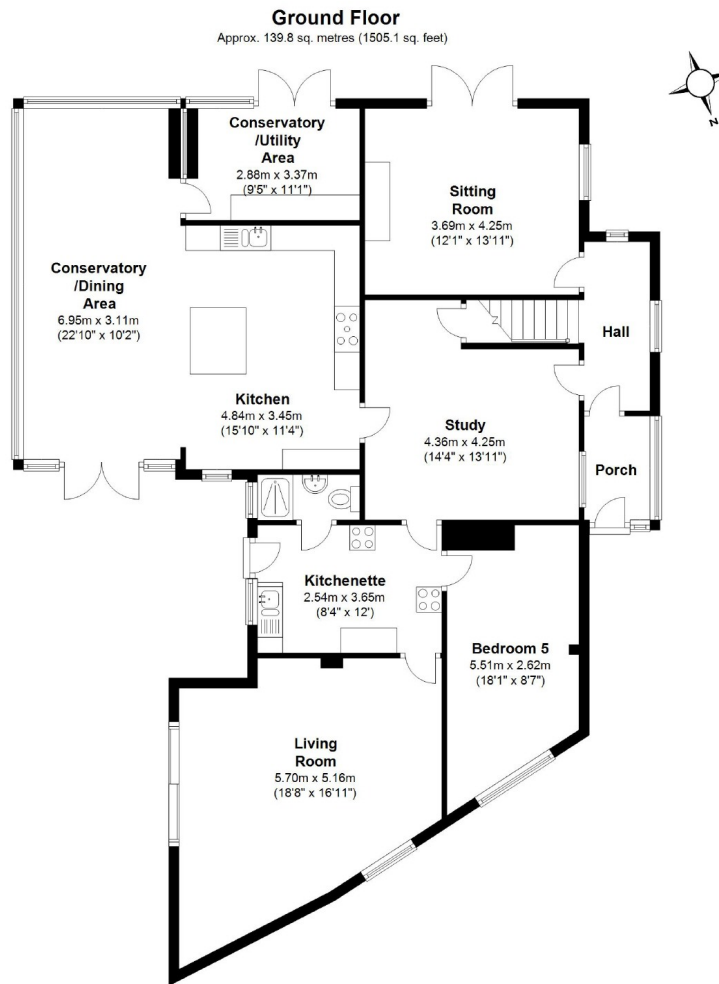 Ground Floor
Approx. 139.8 sq. metres (1505.1 sq. feet)
N
Conservatory
/Utility
Area
2.88m x 3.37m
(9'5" x 11'1")
Sitting
Room
3.69m x 4.25m
(12'1" x 13'11")
Conservatory
/Dining
Area
6.95m x 3.11m
(22'10" x 10'2")
Hall
Kitchen
4.84m x 3.45m
(15'10" x 11'4")
Study
4.36m x 4.25m
(14'4" x 13'11")
Porch
Kitchenette
2.54m x 3.65m
(8'4" x 12')
Bedroom 5
5.51m x 2.62m
(18'1" x 8'7")
Living
Room
5.70m x 5.16m
(18'8" x 16'11")